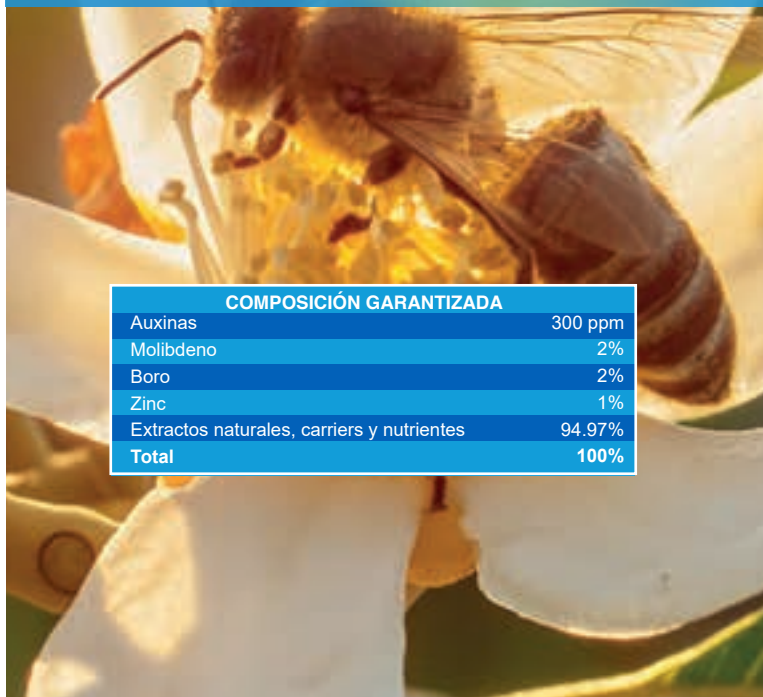 COMPOSICIÓN GARANTIZADA
Auxinas 300 ppm
Molibdeno 2%
Boro 2%
Zinc 1%
Extractos naturales, carriers y nutrientes 94.97%
Total 100%